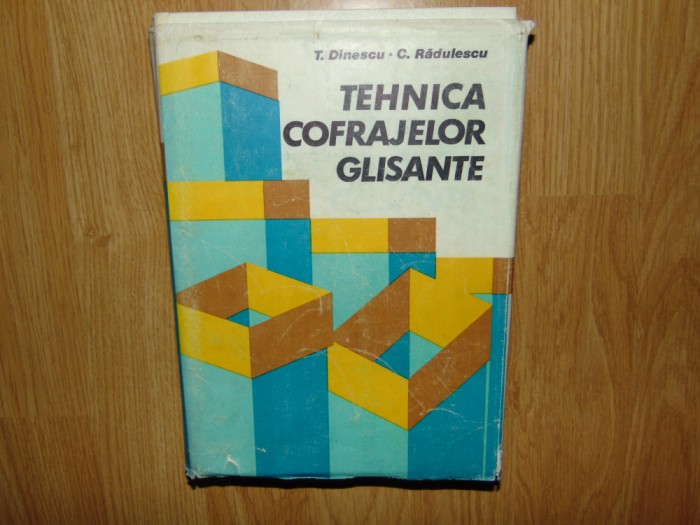 T. Dinescu • C. Rădulescu
TEHNICA
COFRAJELOR
GLISANTE